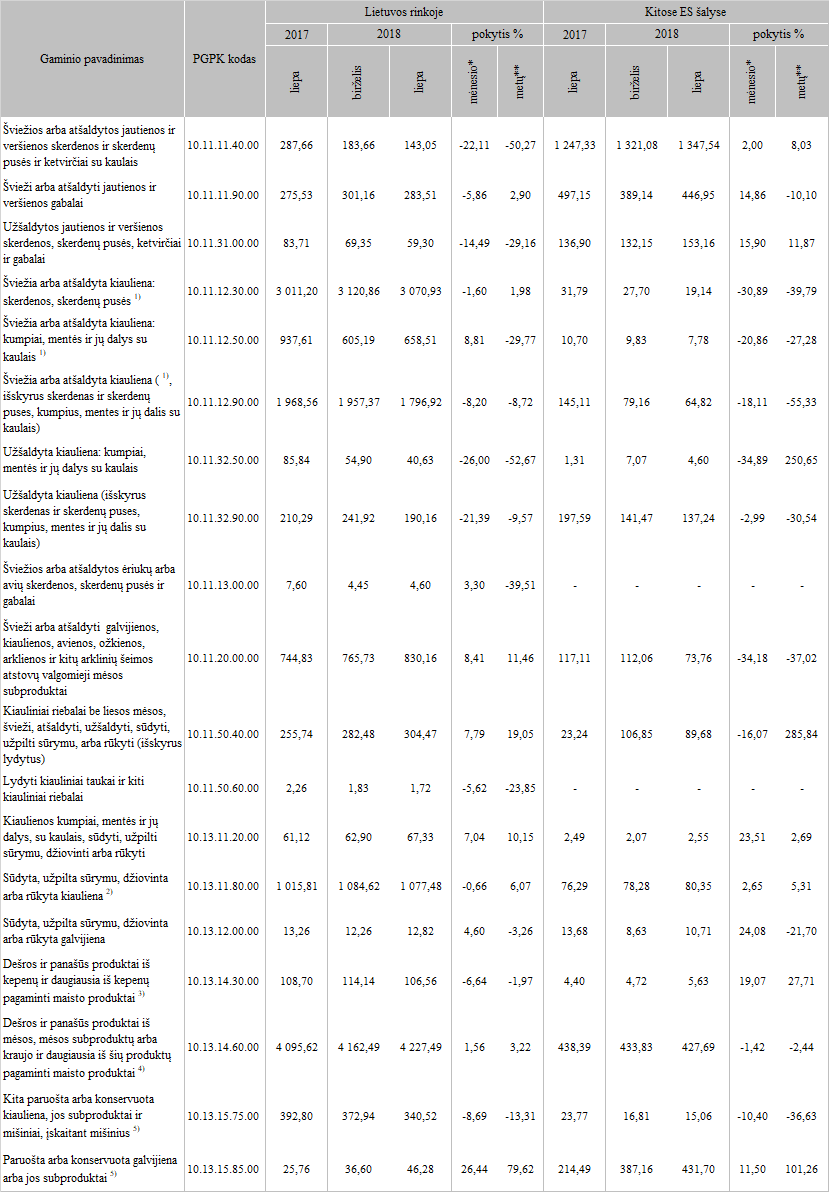 Gaminio pavadinimas PGPK kodas Lietuvos rinkoje Kitose ES šalyse
2017 2018 pokytis % 2017 2018 pokytis %
liepa birželis liepa mėnesio* metų** liepa birželis liepa mėnesio* metų**
Šviežios arba atšaldytos jautienos ir
veršienos skerdenos ir skerdenų
pusės ir ketvirčiai su kaulais
10.11.11.40.00 287,66 183,66 143,05 -22,11 -50,27 1 247,33 1 321,08 1 347,54 2,00 8,03
Švieži arba atšaldyti jautienos ir
veršienos gabalai
10.11.11.90.00 275,53 301,16 283,51 -5,86 2,90 497,15 389,14 446,95 14,86 -10,10
Užšaldytos jautienos ir veršienos
skerdenos, skerdenų pusės, ketvirčiai
ir gabalai
10.11.31.00.00 83,71 69,35 59,30 -14,49 -29,16 136,90 132,15 153,16 15,90 11,87
Šviežia arba atšaldyta kiauliena:
skerdenos, skerdenų pusės 1)
10.11.12.30.00 3 011,20 3 120,86 3 070,93 -1,60 1,98 31,79 27,70 19,14 -30,89 -39,79
Šviežia arba atšaldyta kiauliena:
kumpiai, mentės ir jų dalys su
kaulais 1)
10.11.12.50.00 937,61 605,19 658,51 8,81 -29,77 10,70 9,83 7,78 -20,86 -27,28
Šviežia arba atšaldyta kiauliena ( 1),
išskyrus skerdenas ir skerdenų
puses, kumpius, mentes ir jų dalis su
kaulais)
10.11.12.90.00 1 968,56 1 957,37 1 796,92 -8,20 -8,72 145,11 79,16 64,82 -18,11 -55,33
Užšaldyta kiauliena: kumpiai,
mentės ir jų dalys su kaulais
10.11.32.50.00 85,84 54,90 40,63 -26,00 -52,67 1,31 7,07 4,60 -34,89 250,65
Užšaldyta kiauliena (išskyrus
skerdenas ir skerdenų puses,
kumpius, mentes ir jų dalis su
kaulais)
10.11.32.90.00 210,29 241,92 190,16 -21,39 -9,57 197,59 141,47 137,24 -2,99 -30,54
Šviežios arba atšaldytos ėriukų arba
avių skerdenos, skerdenų pusės ir
gabalai
10.11.13.00.00 7,60 4,45 4,60 3,30 -39,51 - - - - -
Švieži arba atšaldyti galvijienos,
kiaulienos, avienos, ožkienos,
arklienos ir kitų arklinių šeimos
atstovų valgomieji mėsos
subproduktai
10.11.20.00.00 744,83 765,73 830,16 8,41 11,46 117,11 112,06 73,76 -34,18 -37,02
Kiauliniai riebalai be liesos mėsos,
švieži, atšaldyti, užšaldyti, sūdyti,
užpilti sūrymu, arba rūkyti (išskyrus
lydytus)
10.11.50.40.00 255,74 282,48 304,47 7,79 19,05 23,24 106,85 89,68 -16,07 285,84
Lydyti kiauliniai taukai ir kiti
kiauliniai riebalai
10.11.50.60.00 2,26 1,83 1,72 -5,62 -23,85 - - - - -
Kiaulienos kumpiai, mentės ir jų
dalys, su kaulais, sūdyti, užpilti
sūrymu, džiovinti arba rūkyti
10.13.11.20.00 61,12 62,90 67,33 7,04 10,15 2,49 2,07 2,55 23,51 2,69
Sūdyta, užpilta sūrymu, džiovinta
arba rūkyta kiauliena 2)
10.13.11.80.00 1 015,81 1 084,62 1 077,48 -0,66 6,07 76,29 78,28 80,35 2,65 5,31
Sūdyta, užpilta sūrymu, džiovinta
arba rūkyta galvijiena
10.13.12.00.00 13,26 12,26 12,82 4,60 -3,26 13,68 8,63 10,71 24,08 -21,70
Dešros ir panašūs produktai iš
kepenų ir daugiausia iš kepenų
pagaminti maisto produktai 3)
10.13.14.30.00 108,70 114,14 106,56 -6,64 -1,97 4,40 4,72 5,63 19,07 27,71
Dešros ir panašūs produktai iš
mėsos, mėsos subproduktų arba
kraujo ir daugiausia iš šių produktų
pagaminti maisto produktai 4)
10.13.14.60.00 4 095,62 4 162,49 4 227,49 1,56 3,22 438,39 433,83 427,69 -1,42 -2,44
Kita paruošta arba konservuota
kiauliena, jos subproduktai ir
mišiniai, įskaitant mišinius 5)
10.13.15.75.00 392,80 372,94 340,52 -8,69 -13,31 23,77 16,81 15,06 -10,40 -36,63
Paruošta arba konservuota galvijiena
arba jos subproduktai 5)
10.13.15.85.00 25,76 36,60 46,28 26,44 79,62 214,49 387,16 431,70 11,50 101,26